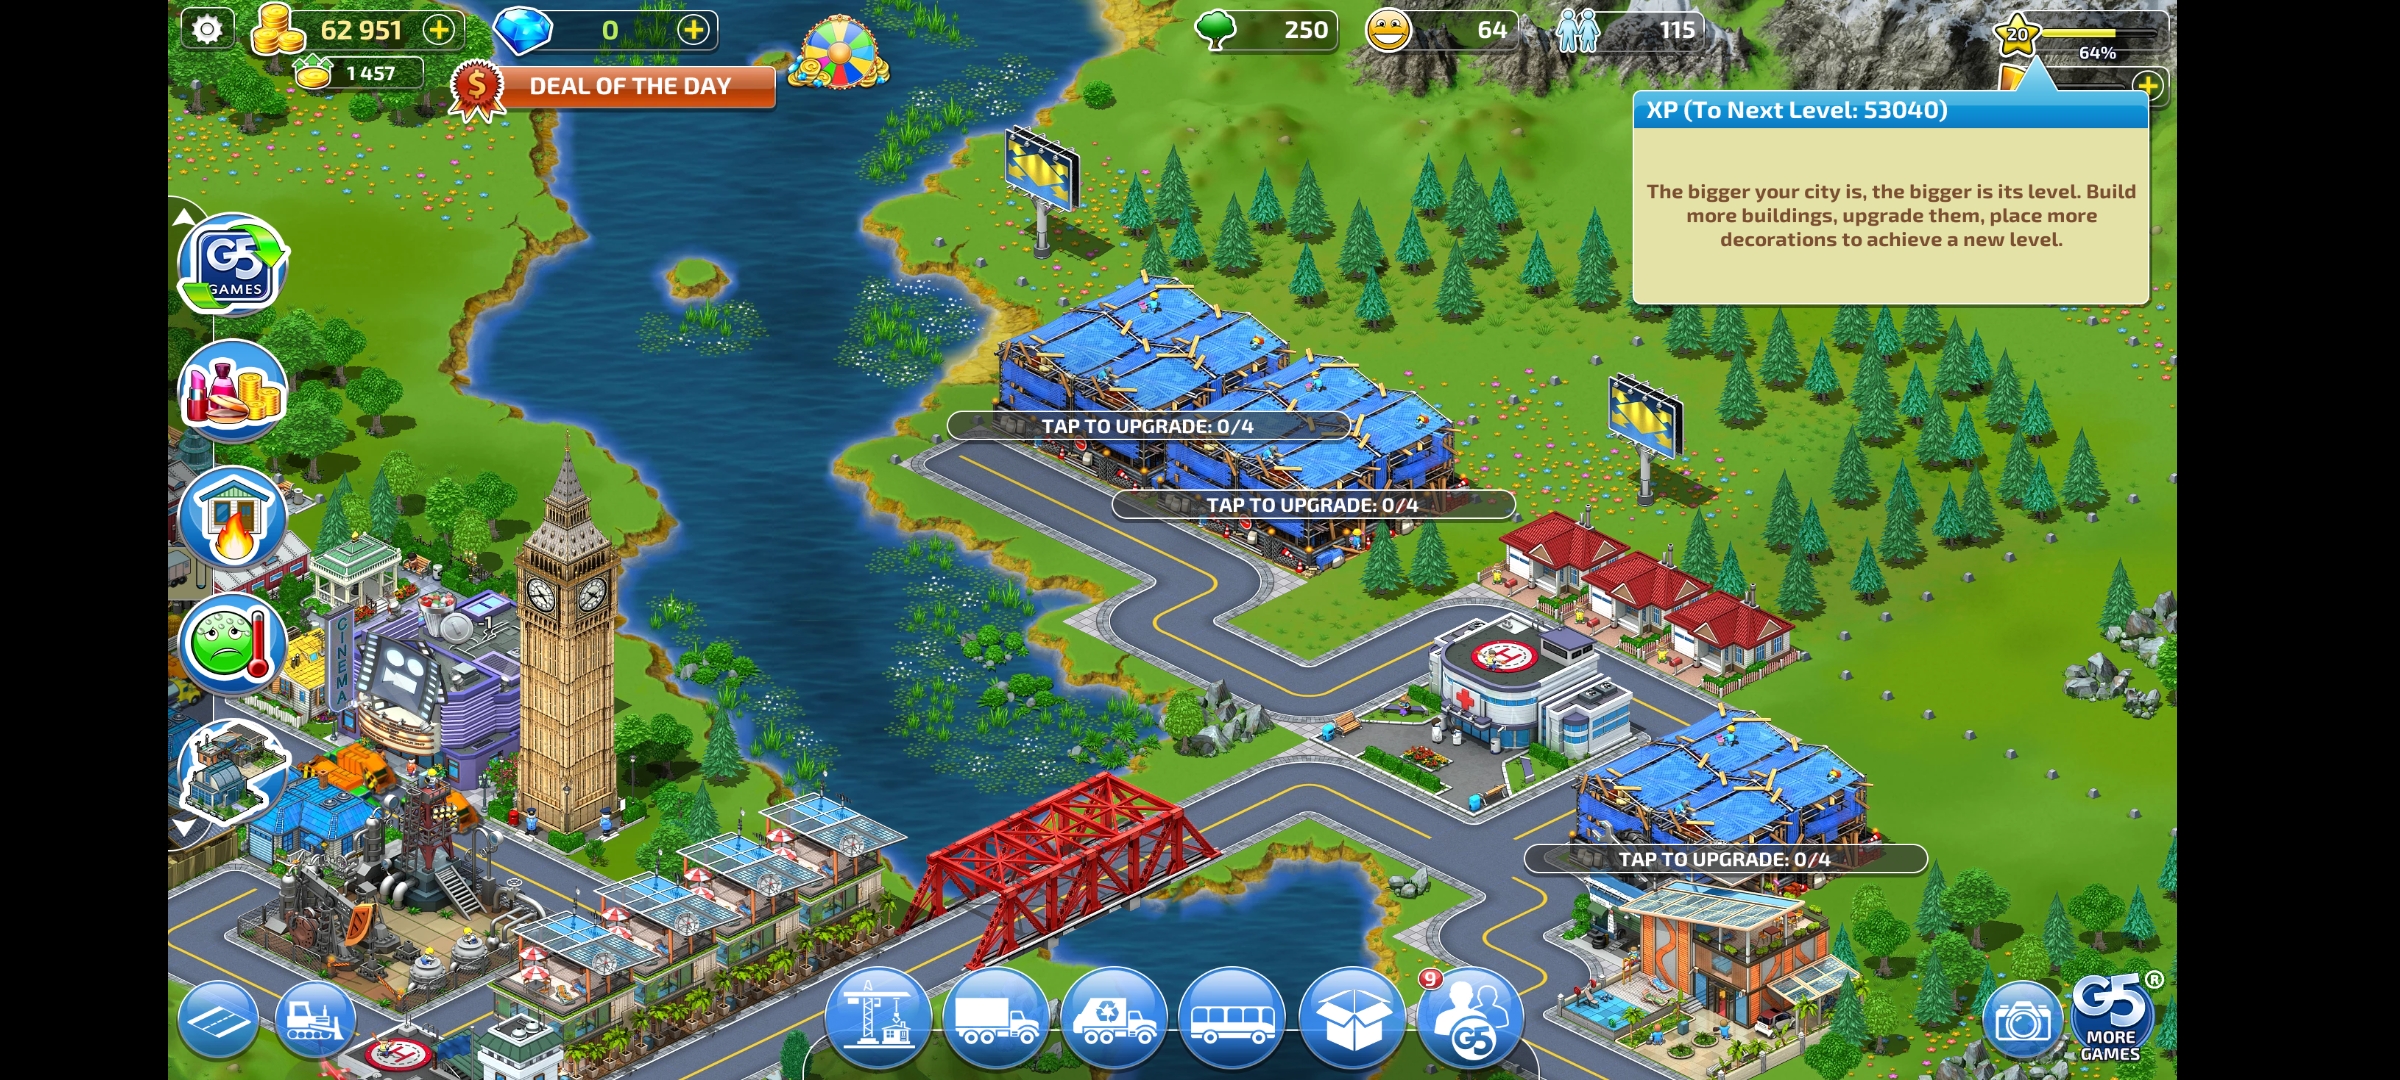 62 951
0
250
64
115
20
64%
1 457
DEAL OF THE DAY
XP (To Next Level: 53040)
The bigger your city is, the bigger is its level. Build
more buildings, upgrade them, place more
decorations to achieve a new level.
G5
GAMES
TAP TO UPGRADE: 0/4
TAP TO UPGRADE: 0/4
CINEMA
H
TAP TO UPGRADE: 0/4
9
G5
H
G5®
MORE
GAMES